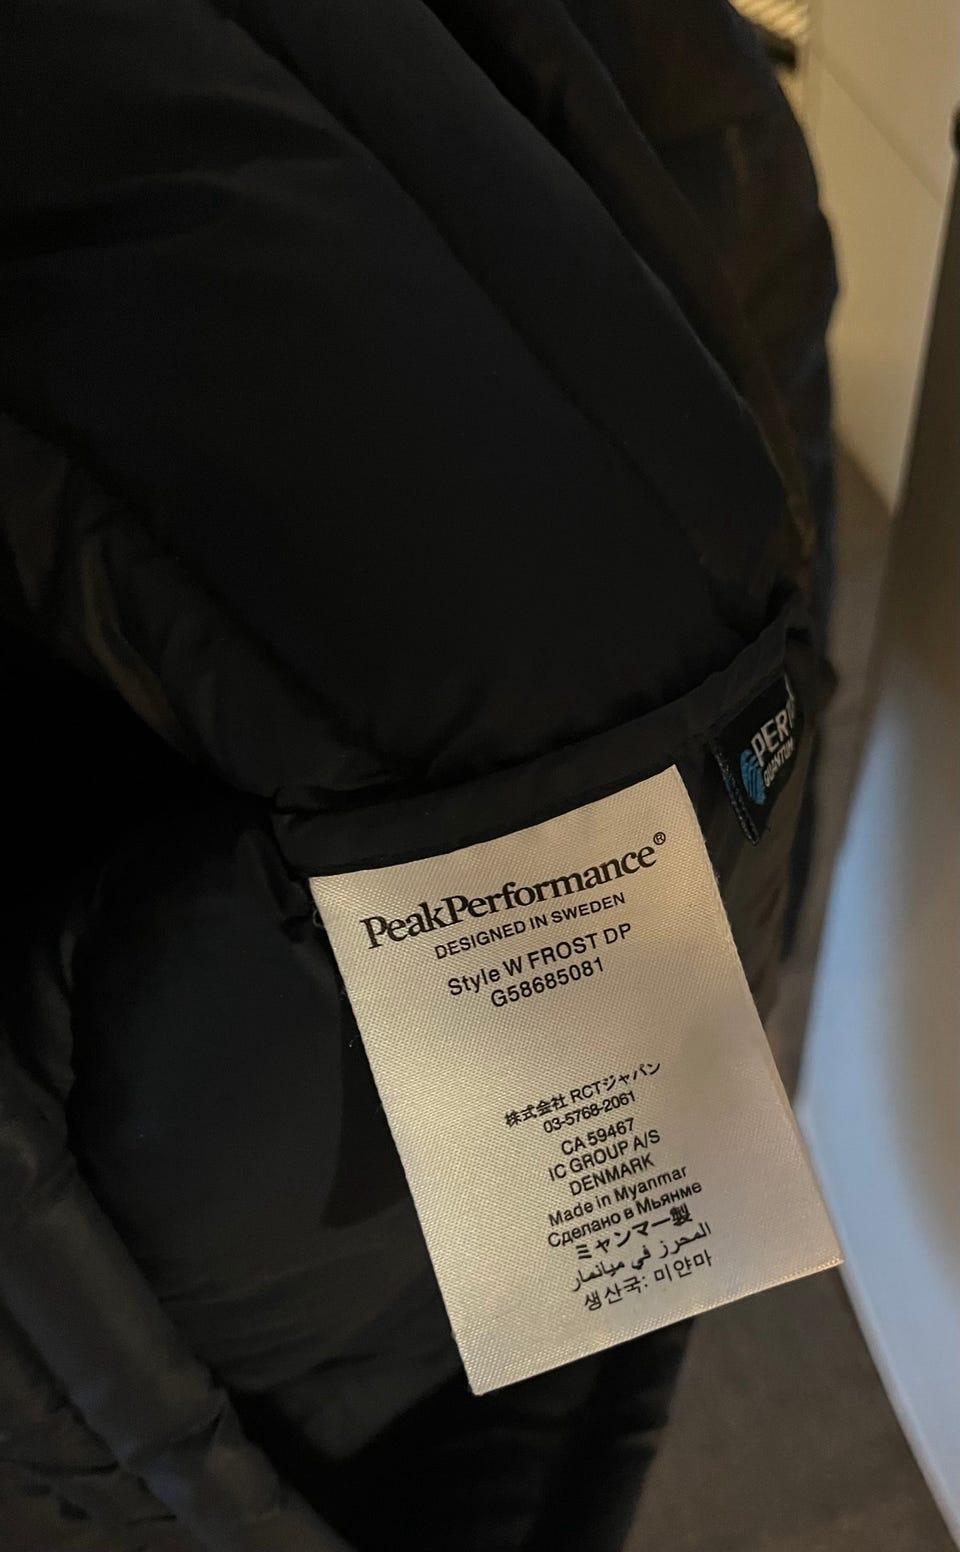 PeakPerformance®
DESIGNED IN SWEDEN
Style W FROST DP
G58685081
株式会社 RCTジャパン
03-5768-2061
CA 59467
IC GROUP A/S
DENMARK
Made in Myanmar
Сделано в Мьянме
ミャンマー製
المحرز في ميانمار
생산국: 미얀마
QUANTUM